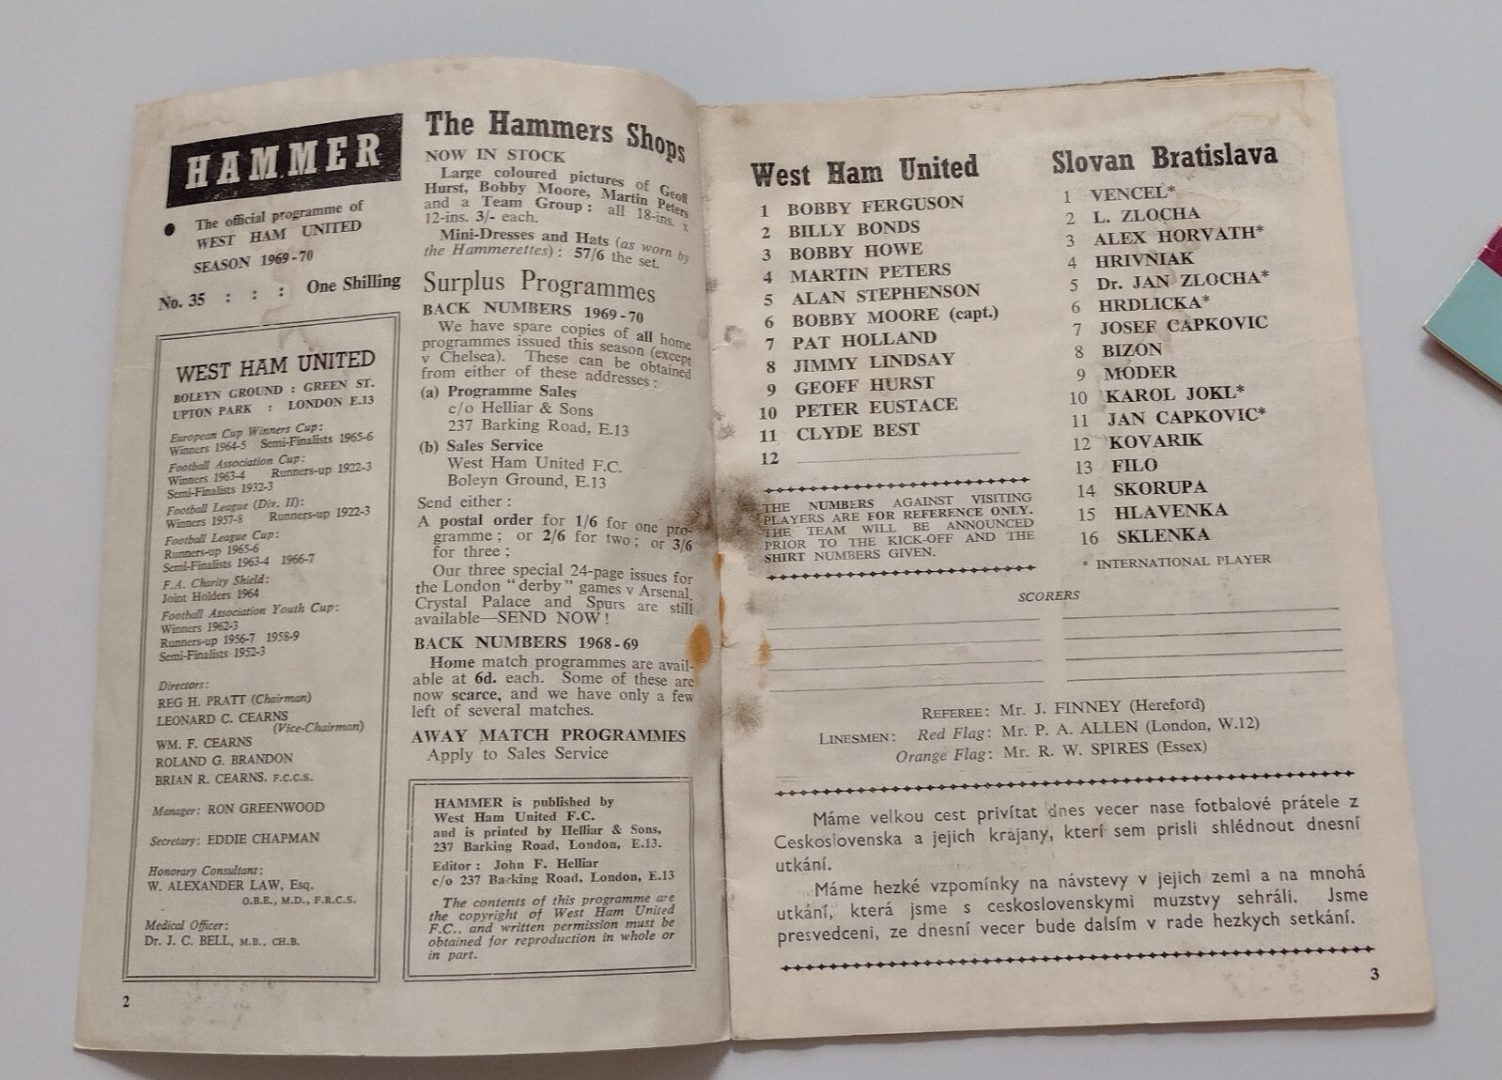 HAMMER
The official programme of
WEST HAM UNITED
SEASON 1969-70
No. 35 : : : One Shilling
WEST HAM UNITED
BOLEYN GROUND : GREEN ST.
UPTON PARK : LONDON E.13
European Cup Winners Cup:
Winners 1964-5 Semi-Finalists 1965-6
Football Association Cup:
Winners 1963-4 Runners-up 1922-3
Semi-Finalists 1932-3
Football League (Div. II):
Winners 1957-8 Runners-up 1922-3
Football League Cup:
Runners-up 1965-6
Semi-Finalists 1963-4 1966-7
F.A. Charity Shield:
Joint Holders 1964
Football Association Youth Cup:
Winners 1962-3
Runners-up 1956-7 1958-9
Semi-Finalists 1952-3
Directors:
REG H. PRATT (Chairman)
LEONARD C. CEARNS
(Vice-Chairman)
WM. F. CEARNS
ROLAND G. BRANDON
BRIAN R. CEARNS, F.C.C.S.
Manager: RON GREENWOOD
Secretary: EDDIE CHAPMAN
Honorary Consultant:
W. ALEXANDER LAW, Esq.
O.B.E., M.D., F.R.C.S.
Medical Officer:
Dr. J. C. BELL, M.B., CH.B.
2
The Hammers Shops
NOW IN STOCK
Large coloured pictures of Geoff
Hurst, Bobby Moore, Martin Peters
and a Team Group : all 18-ins. x
12-ins. 3/- each.
Mini-Dresses and Hats (as worn by
the Hammerettes) : 57/6 the set.
Surplus Programmes
BACK NUMBERS 1969-70
We have spare copies of all home
programmes issued this season (except
v Chelsea). These can be obtained
from either of these addresses :
(a) Programme Sales
c/o Helliar & Sons
237 Barking Road, E.13
(b) Sales Service
West Ham United F.C.
Boleyn Ground, E.13
Send either :
A postal order for 1/6 for one pro-
gramme ; or 2/6 for two ; or 3/6
for three ;
Our three special 24-page issues for
the London "derby" games v Arsenal,
Crystal Palace and Spurs are still
available—SEND NOW !
BACK NUMBERS 1968-69
Home match programmes are avail-
able at 6d. each. Some of these are
now scarce, and we have only a few
left of several matches.
AWAY MATCH PROGRAMMES
Apply to Sales Service
HAMMER is published by
West Ham United F.C.
and is printed by Helliar & Sons,
237 Barking Road, London, E.13.
Editor : John F. Helliar
c/o 237 Barking Road, London, E.13
The contents of this programme are
the copyright of West Ham United
F.C., and written permission must be
obtained for reproduction in whole or
in part.
West Ham United
1 BOBBY FERGUSON
2 BILLY BONDS
3 BOBBY HOWE
4 MARTIN PETERS
5 ALAN STEPHENSON
6 BOBBY MOORE (capt.)
7 PAT HOLLAND
8 JIMMY LINDSAY
9 GEOFF HURST
10 PETER EUSTACE
11 CLYDE BEST
12
THE NUMBERS AGAINST VISITING
PLAYERS ARE FOR REFERENCE ONLY.
THE TEAM WILL BE ANNOUNCED
PRIOR TO THE KICK-OFF AND THE
SHIRT NUMBERS GIVEN.
Slovan Bratislava
1 VENCEL*
2 L. ZLOCHA
3 ALEX HORVATH*
4 HRIVNIAK
5 Dr. JAN ZLOCHA*
6 HRDLICKA*
7 JOSEF CAPKOVIC
8 BIZON
9 MODER
10 KAROL JOKL*
11 JAN CAPKOVIC*
12 KOVARIK
13 FILO
14 SKORUPA
15 HLAVENKA
16 SKLENKA
* INTERNATIONAL PLAYER
SCORERS
REFEREE: Mr. J. FINNEY (Hereford)
LINESMEN: Red Flag: Mr. P. A. ALLEN (London, W.12)
Orange Flag: Mr. R. W. SPIRES (Essex)
Máme velkou cest privítat dnes vecer nase fotbalové prátele z
Ceskoslovenska a jejich krajany, kterí sem prisli shlédnout dnesní
utkání.
Máme hezké vzpomínky na návstevy v jejich zemi a na mnohá
utkání, která jsme s ceskoslovenskymi muzstvy sehráli. Jsme
presvedceni, ze dnesní vecer bude dalsím v rade hezkych setkání.
3